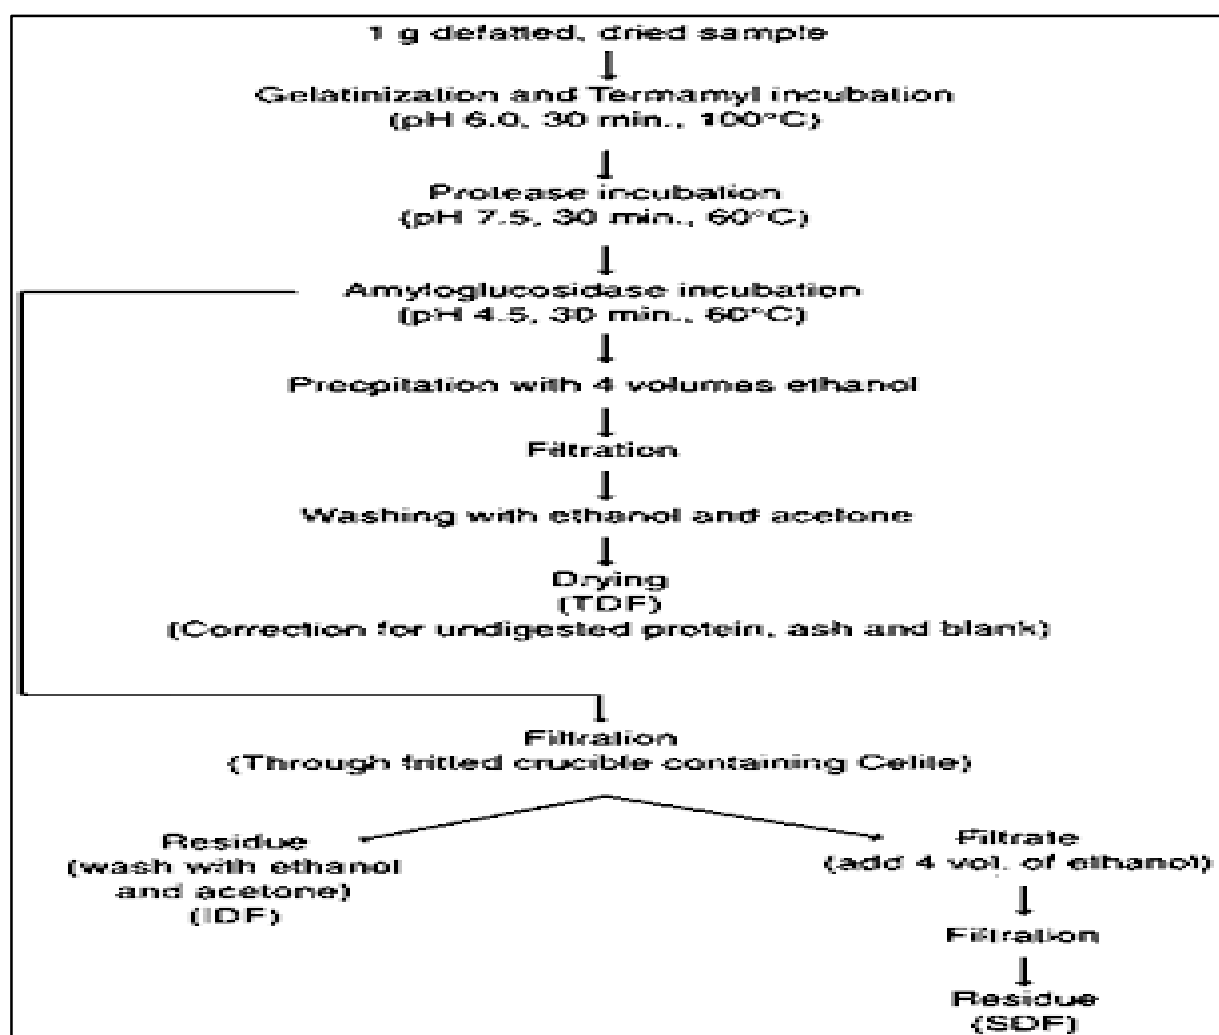 1 g defatted, dried sample
Gelatinization and Termamyl incubation
(pH 6.0, 30 min., 100°C)
Protease incubation
(pH 7.5, 30 min., 60°C)
Amyloglucosidase incubation
(pH 4.5, 30 min., 60°C)
Precpitation with 4 volumes ethanol
Filtration
Washing with ethanol and acetone
Drying
(TDF)
(Correction for undigested protein, ash and blank)
Filtration
(Through fritted crucible containing Celite)
Residue
(wash with ethanol
and acetone)
(IDF)
Filtrate
(add 4 vol. of ethanol)
Filtration
Residue
(SDF)